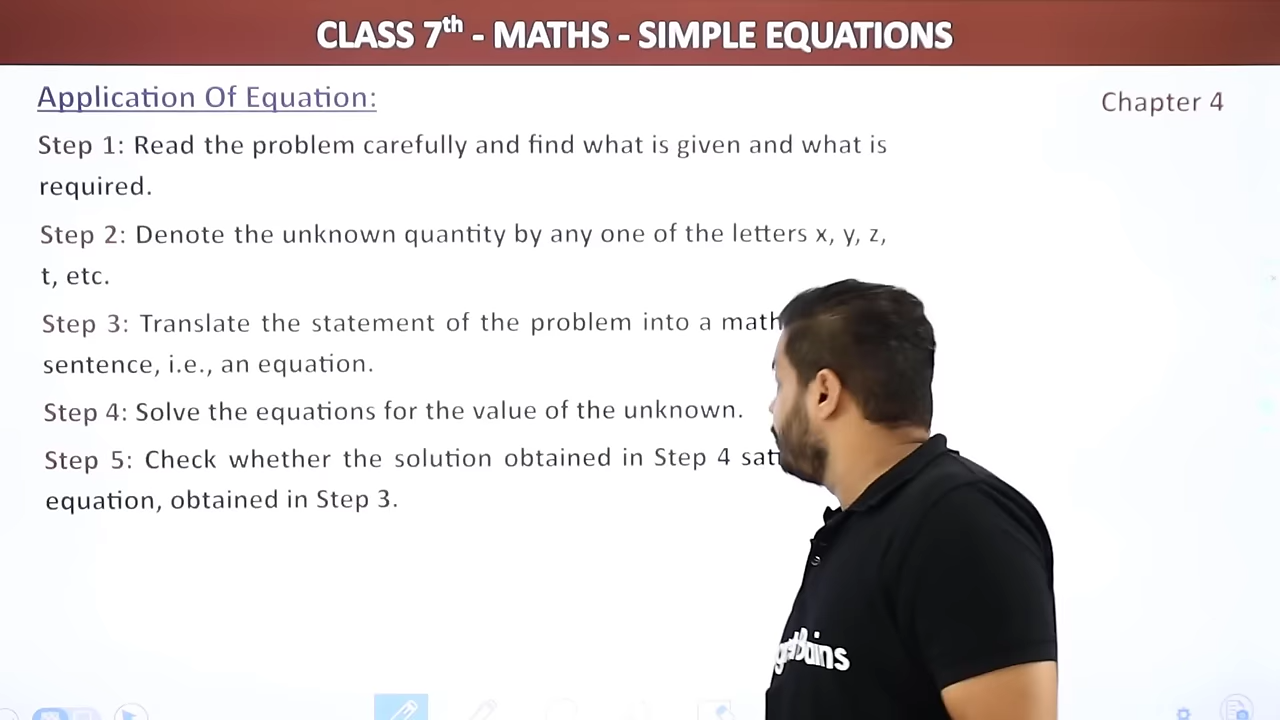 CLASS 7th - MATHS - SIMPLE EQUATIONS
Application Of Equation:
Chapter 4
Step 1: Read the problem carefully and find what is given and what is
required.
Step 2: Denote the unknown quantity by any one of the letters x, y, z,
t, etc.
Step 3: Translate the statement of the problem into a
sentence, i.e., an equation.
Step 4: Solve the equations for the value of the unknown.
Step 5: Check whether the solution obtained in Step 4
equation, obtained in Step 3.